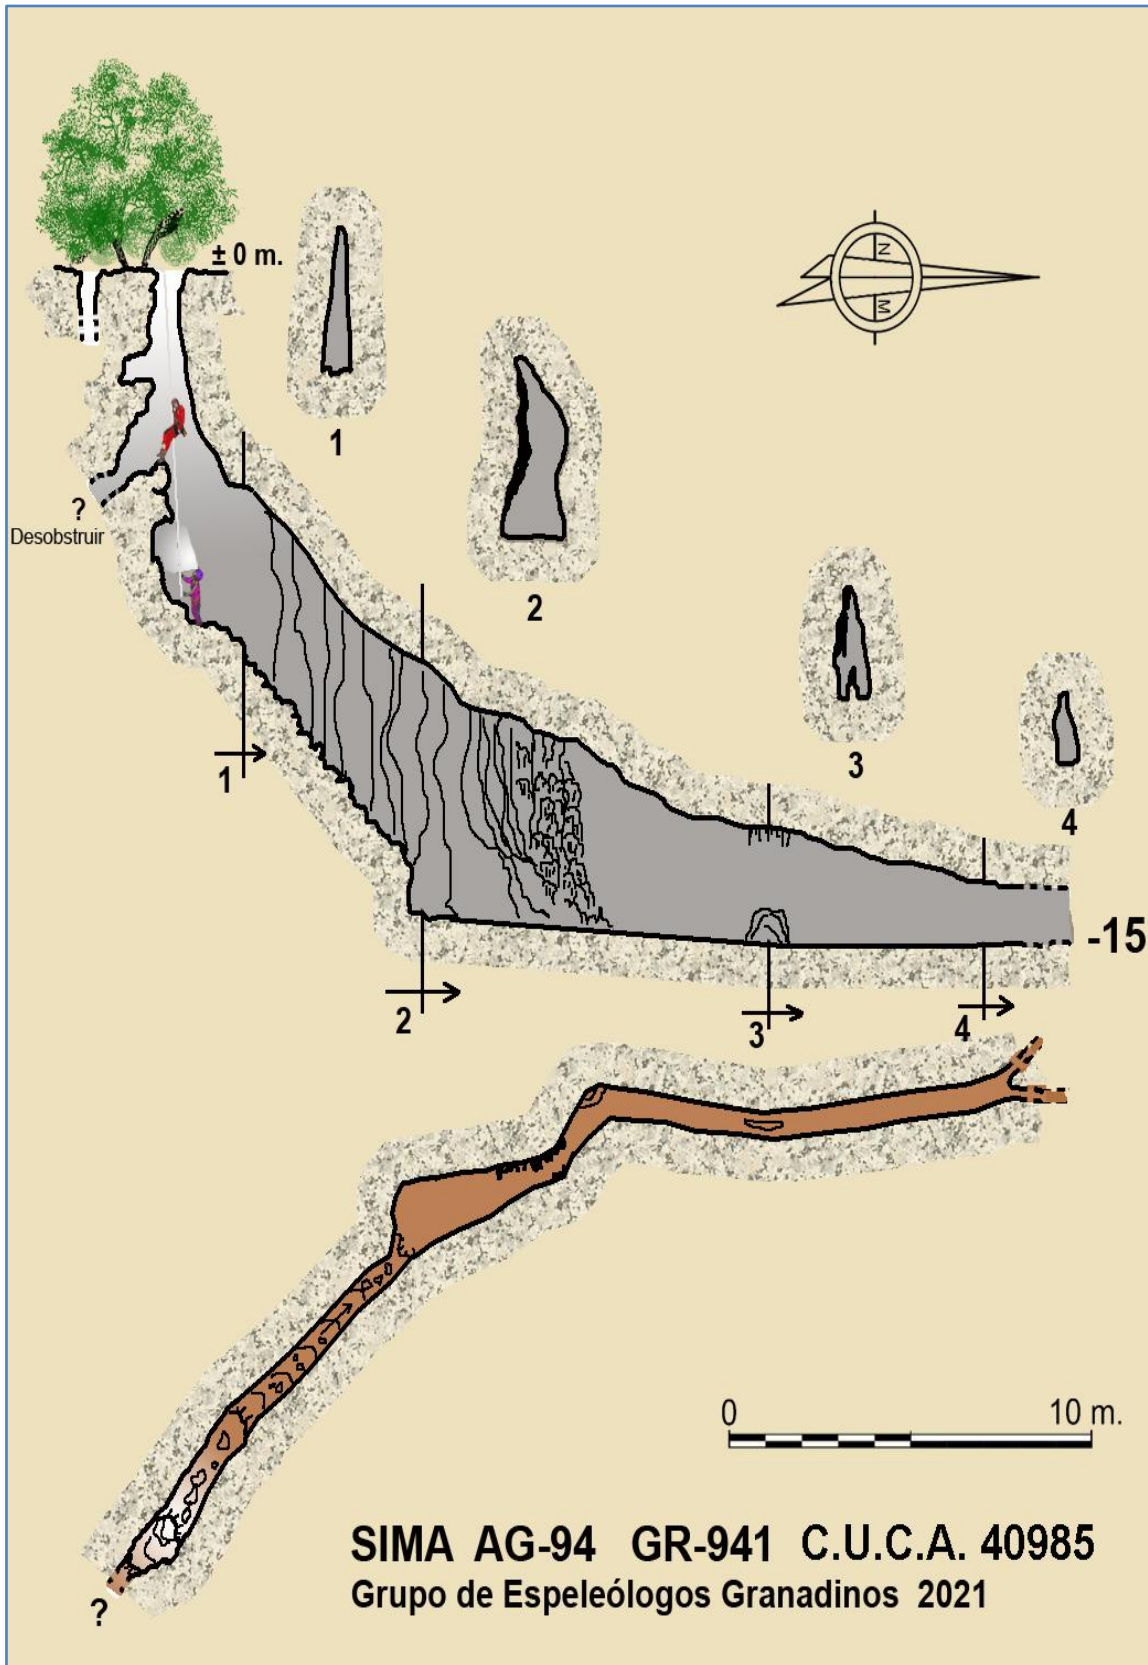 ± 0 m.
1
2
?
Desobstruir
3
4
1
-15
2
3
4
N
M
0 10 m.
SIMA AG-94 GR-941 C.U.C.A. 40985
Grupo de Espeleólogos Granadinos 2021
?